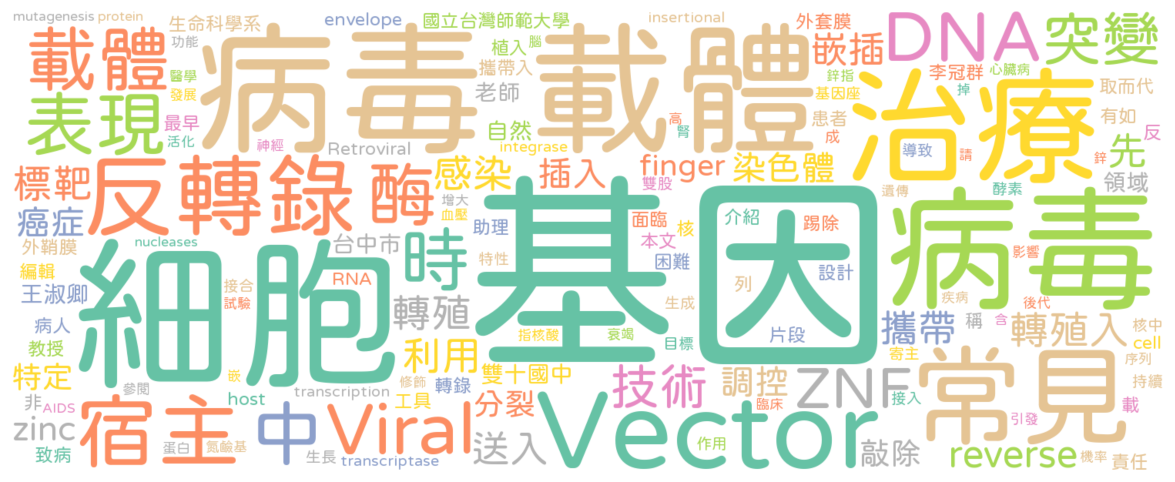 mutagenesis protein
生命科學系
envelope
國立台灣師範大學
insertional
外套膜
DNA
突變
載體
功能
病毒載體
植入
腦
嵌插
李冠群
心臟病
醫學
攜帶入
鋅指
掉
取而代
表現
發展
老師
基因座
治療
有如
最早
自然
高
患者
反
活化
Retroviral
integrase
腎
成
導致
請
鋅
先
神經
標靶
反轉錄
酶
感染
插入
finger
染色體
領域
雙股
遺傳
酵素
癌症
增大
血壓
助理
面臨
核
介紹
踢除
病毒
外鞘膜
nucleases
台中市
時
本文
基因
影響
編輯
細胞
RNA
接合
特性
困難
列
設計
王淑卿
試驗
轉殖
生成
疾病
後代
病人
指核酸
衰竭
片段
攜帶
稱
含
轉殖入
核中
教授
利用
目標
寄主
cell
特定
嵌
修飾
雙十國中
技術
調控
ZNF
常見
序列
參閱
transcription
轉錄
持續
非
AIDS
宿主
host
工具
分裂
臨床
接入
載
zinc
中
Viral
Vector
引發
致病
蛋白
氮鹼基
生長
transcriptase
送入
作用
敲除
reverse
機率
責任